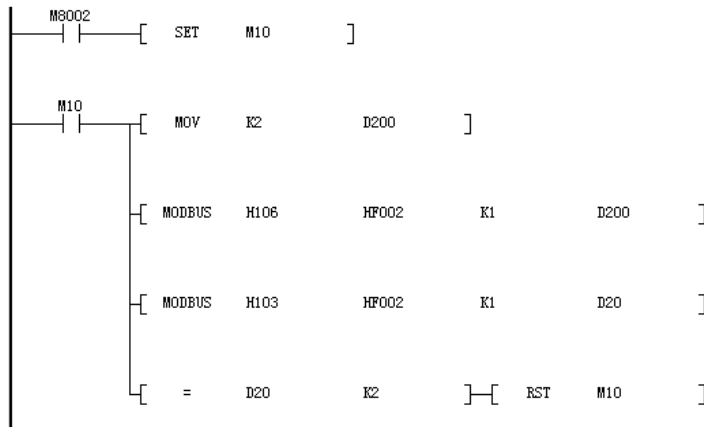 M8002
[ SET M10 ]
M10
[ MOV K2 D200 ]
[ MODBUS H106 HF002 K1 D200 ]
[ MODBUS H103 HF002 K1 D20 ]
[ = D20 K2 ] [ RST M10 ]